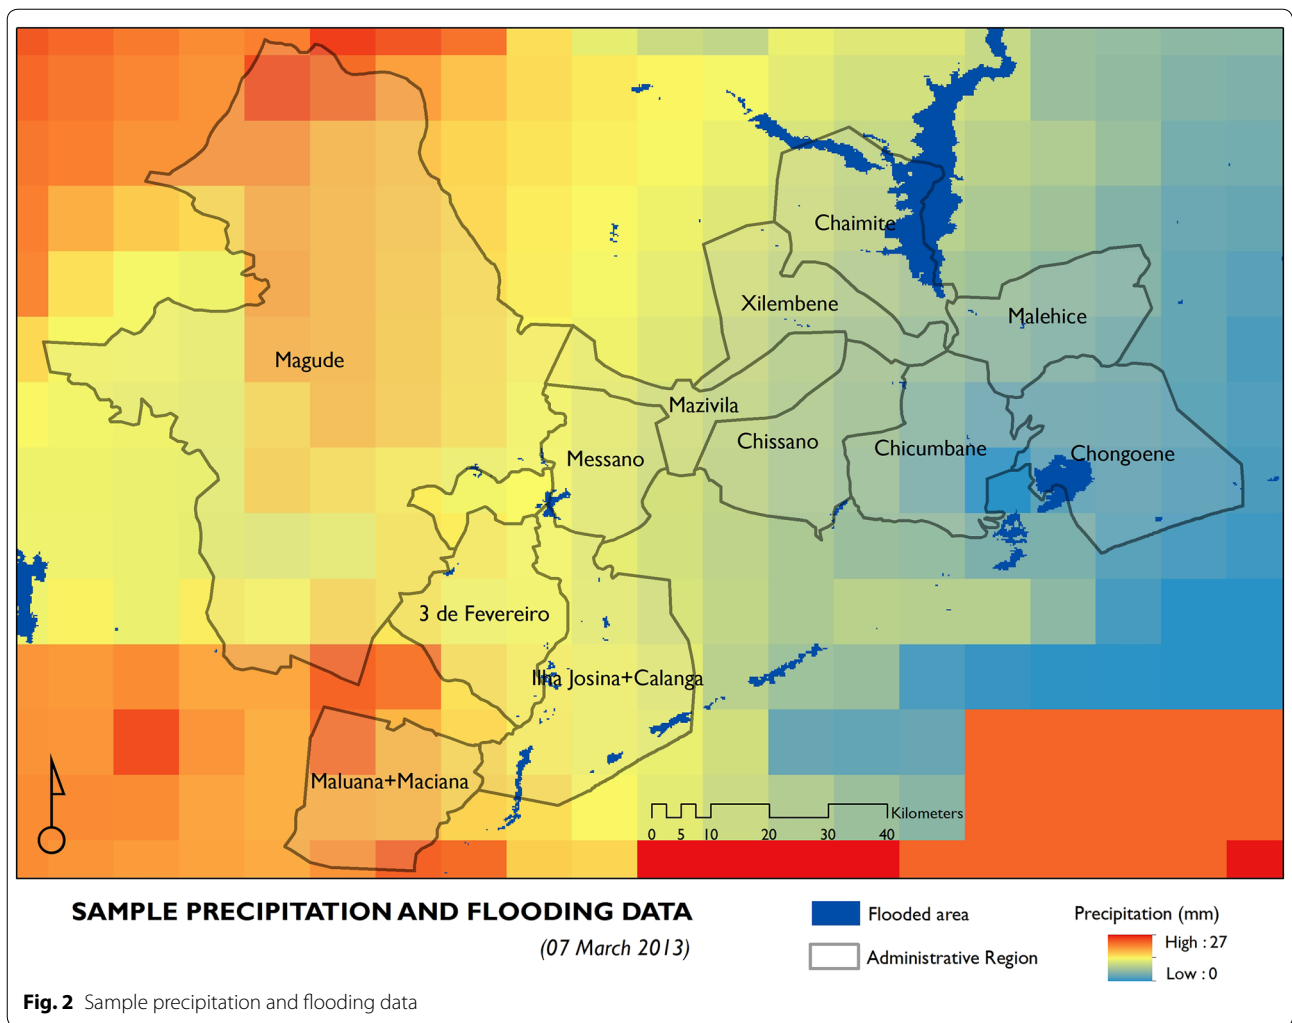 Chaimite
Xilembene
Malehice
Magude
Mazivila
Chissano
Chicumbane
Chongoene
Messano
3 de Fevereiro
Ilha Josina+Calanga
Maluana+Maciana
Kilometers
0 5 10 20 30 40
SAMPLE PRECIPITATION AND FLOODING DATA
(07 March 2013)
Flooded area
Administrative Region
Precipitation (mm)
High : 27
Low : 0
Fig. 2 Sample precipitation and flooding data